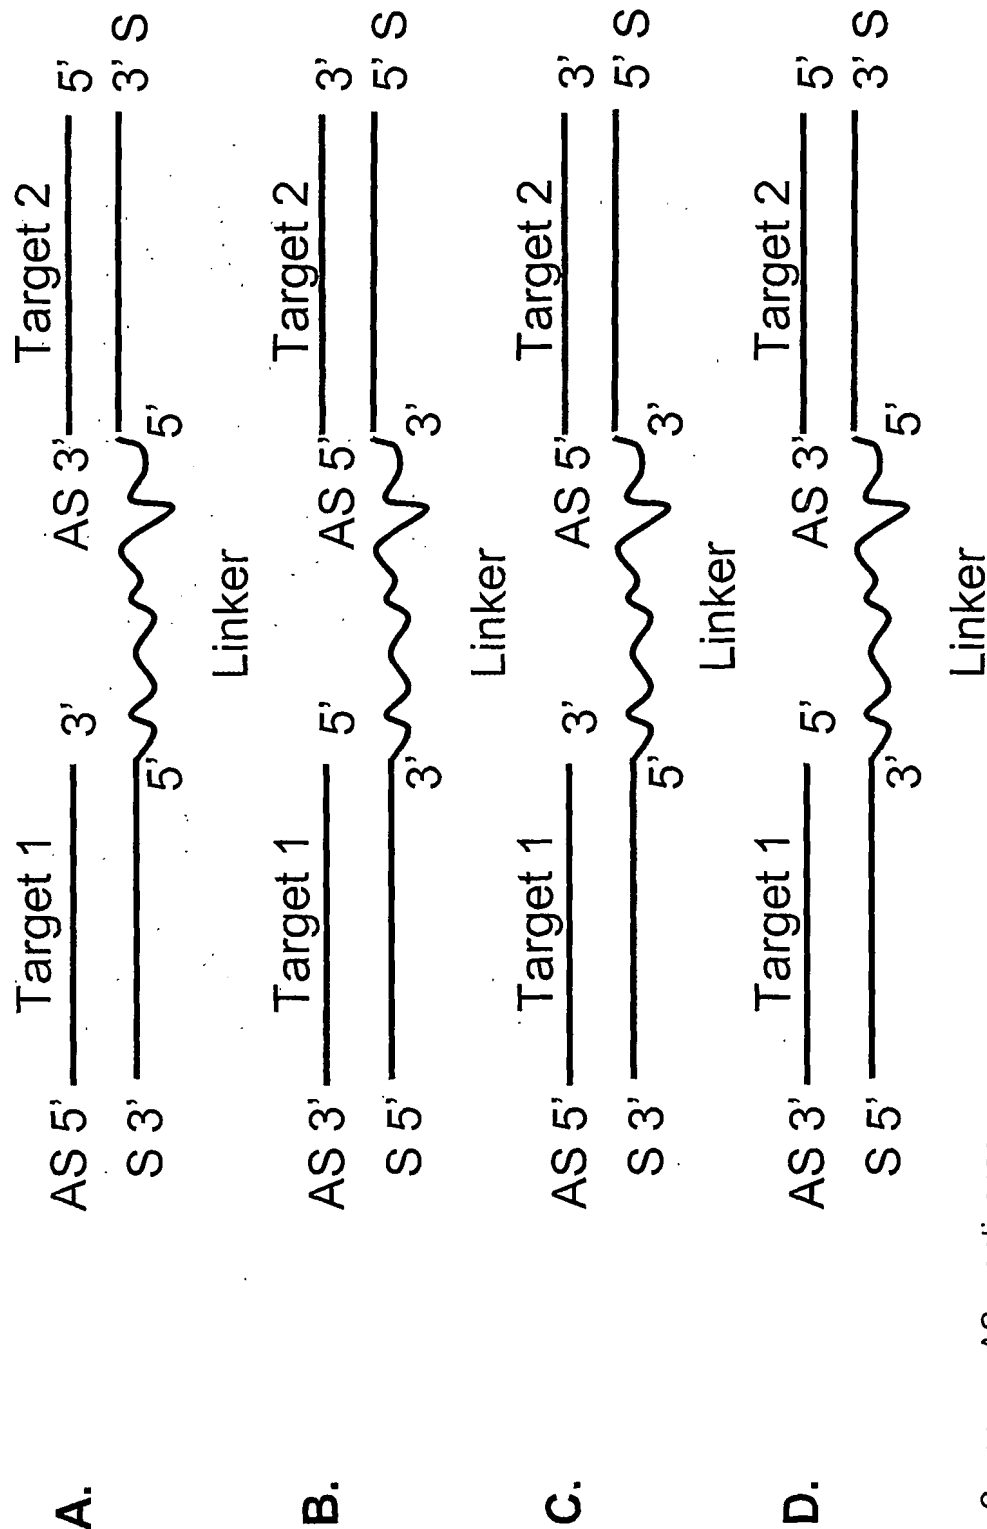 A.
Target 1 Target 2
AS 5' 3' AS 3' 5'
S 3' 5' 5' 3' S
Linker
B.
Target 1 Target 2
AS 3' 5' AS 5' 3'
S 5' 3' 3' 5' S
Linker
C.
Target 1 Target 2
AS 5' 3' AS 5' 3'
S 3' 5' 3' 5' S
Linker
D.
Target 1 Target 2
AS 3' 5' AS 3' 5'
S 5' 3' 5' 3' S
Linker